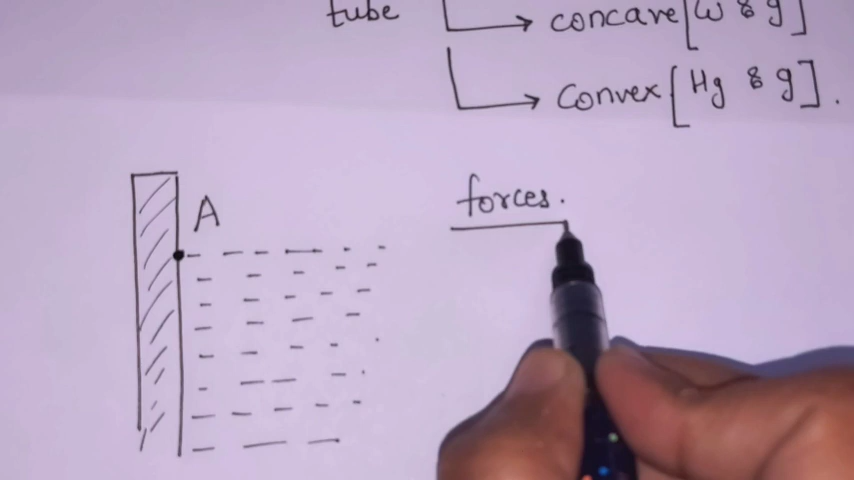 tube
concave [W & g]
Convex [Hg & g].
A
forces.